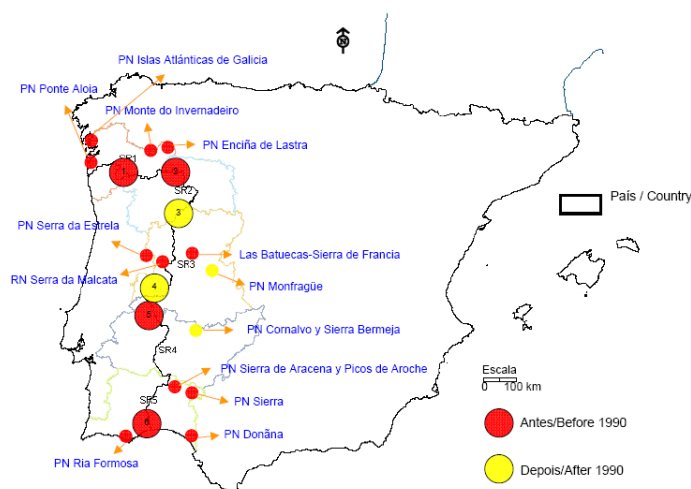 N
PN Islas Atlánticas de Galicia
PN Ponte Aloia
PN Monte do Invernadeiro
PN Enciña de Lastra
SR1
1
2
SR2
3
País / Country
PN Serra da Estrela
Las Batuecas-Sierra de Francia
SR3
RN Serra da Malcata
PN Monfragüe
4
5
PN Cornalvo y Sierra Bermeja
SR4
PN Sierra de Aracena y Picos de Aroche
Escala
0 100 km
PN Sierra
SR5
6
Antes/Before 1990
PN Donãna
PN Ria Formosa
Depois/After 1990